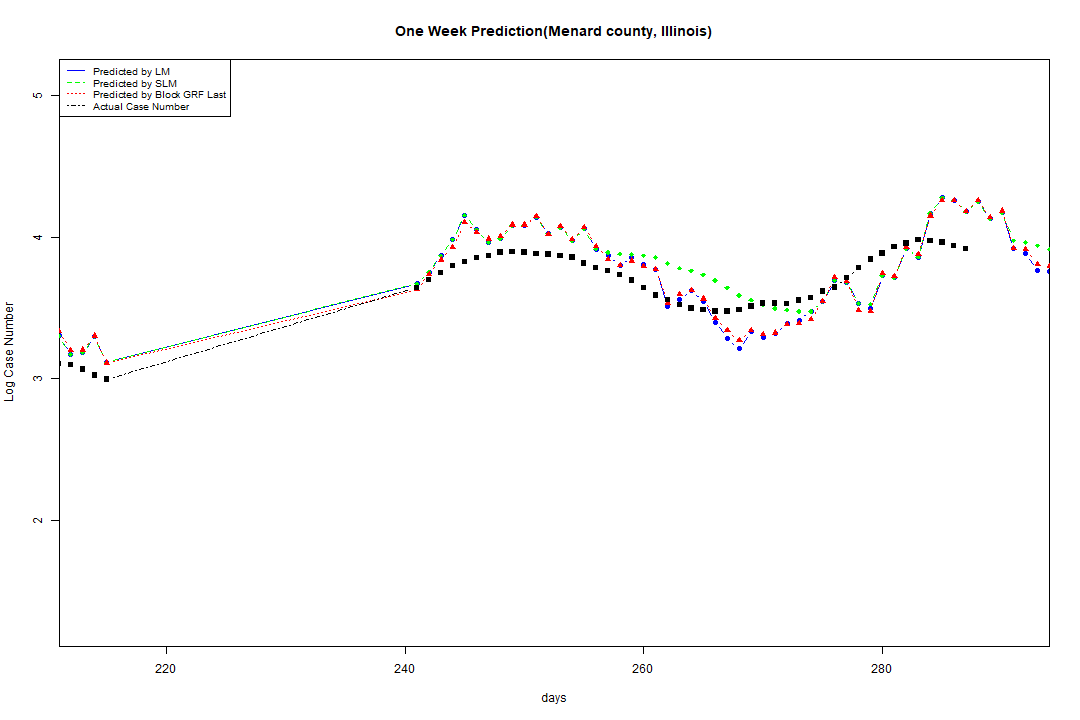 One Week Prediction(Menard county, Illinois)
Predicted by LM
Predicted by SLM
Predicted by Block GRF Last
Actual Case Number
5
4
3
2
Log Case Number
220
240
260
280
days